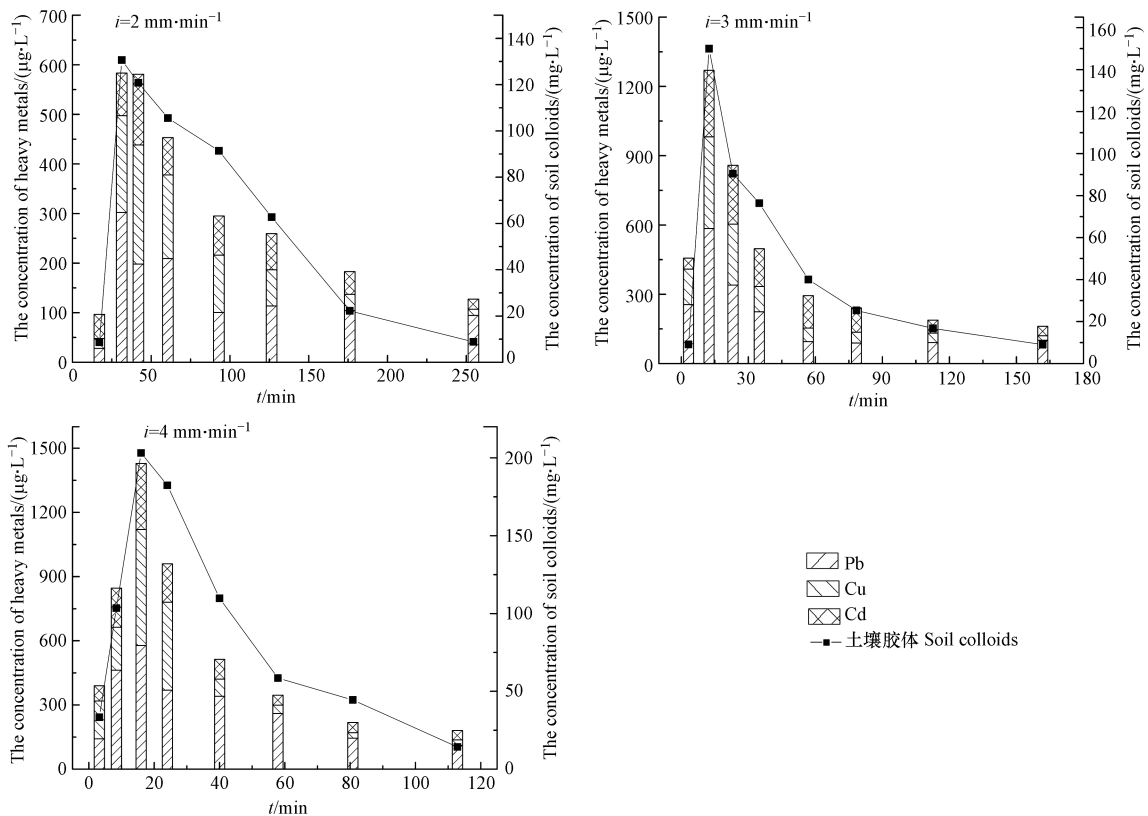 i=2 mm·min⁻¹
The concentration of heavy metals/(μg·L⁻¹)
700
600
500
400
300
200
100
0
The concentration of soil colloids/(mg·L⁻¹)
140
120
100
80
60
40
20
0
0 50 100 150 200 250
t/min
i=3 mm·min⁻¹
The concentration of heavy metals/(μg·L⁻¹)
1500
1200
900
600
300
0
The concentration of soil colloids/(mg·L⁻¹)
160
140
120
100
80
60
40
20
0
0 30 60 90 120 150 180
t/min
i=4 mm·min⁻¹
The concentration of heavy metals/(μg·L⁻¹)
1500
1200
900
600
300
0
The concentration of soil colloids/(mg·L⁻¹)
200
150
100
50
0
0 20 40 60 80 100 120
t/min
Pb
Cu
Cd
土壤胶体 Soil colloids